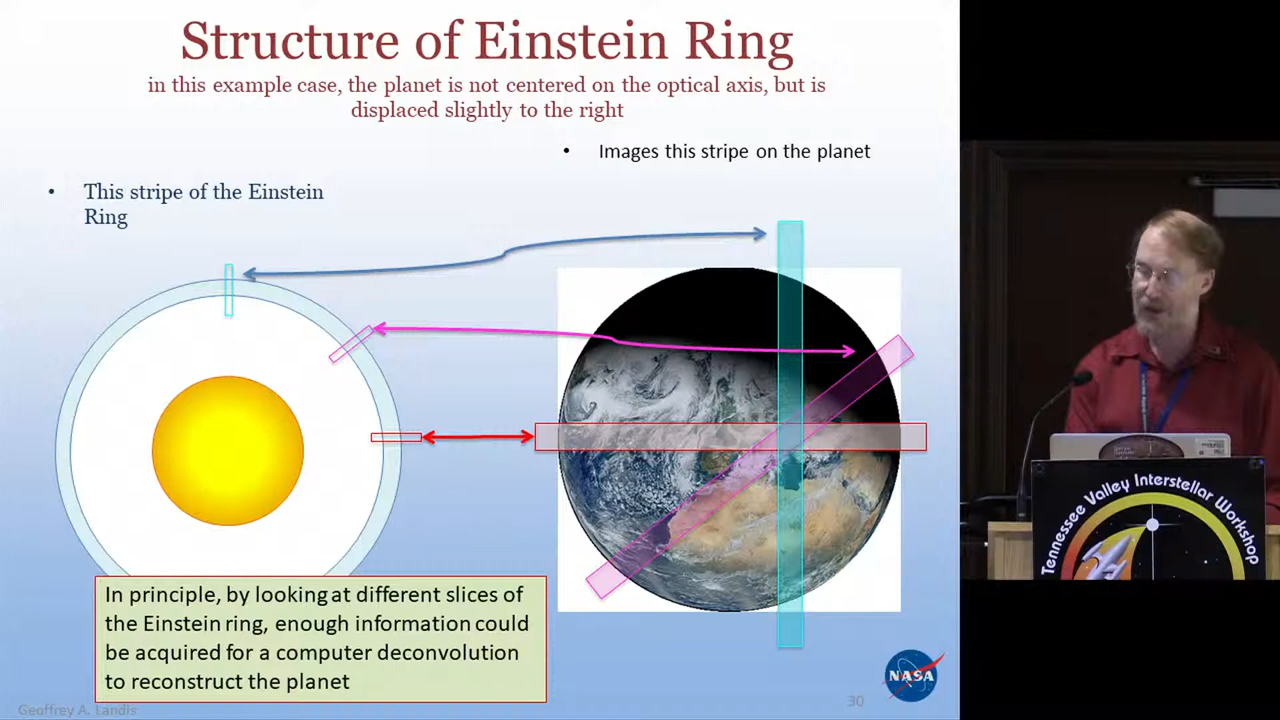 Structure of Einstein Ring
in this example case, the planet is not centered on the optical axis, but is
displaced slightly to the right
• Images this stripe on the planet
• This stripe of the Einstein
Ring
In principle, by looking at different slices of
the Einstein ring, enough information could
be acquired for a computer deconvolution
to reconstruct the planet
Geoffrey A. Landis
30
NASA
Tennessee Valley Interstellar Workshop